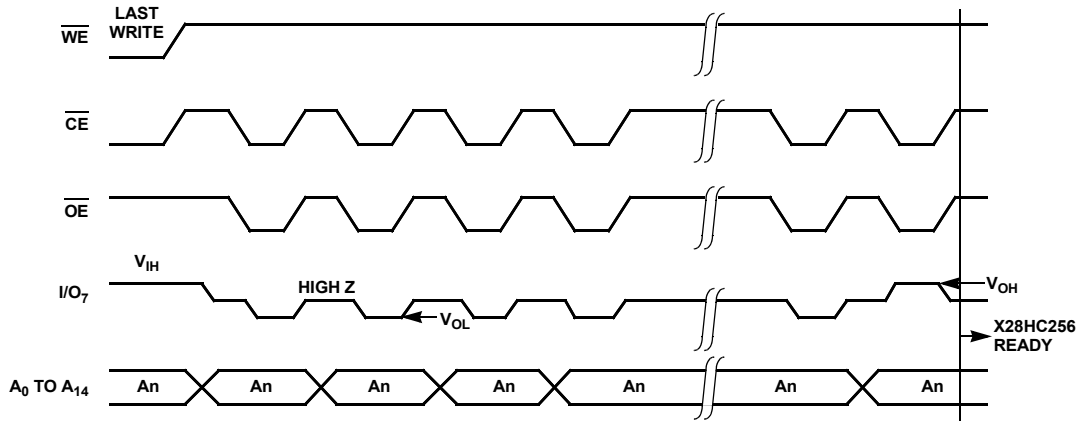 LAST
WRITE
WE
CE
OE
VIH
I/O7
HIGH Z
VOL
VOH
X28HC256
READY
A0 TO A14
An An An An An An An